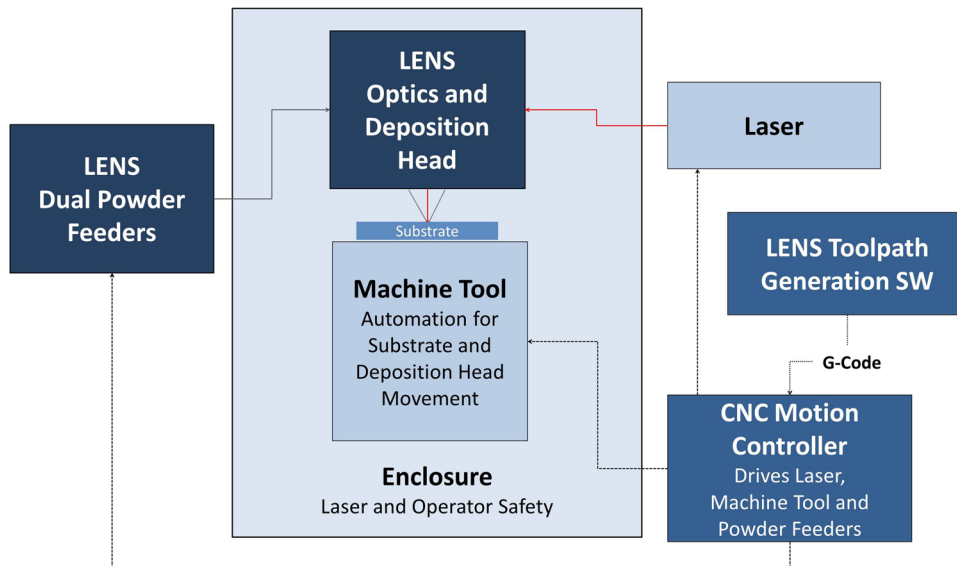 LENS
Optics and
Deposition
Head
Laser
LENS
Dual Powder
Feeders
Substrate
LENS Toolpath
Generation SW
Machine Tool
Automation for
Substrate and
Deposition Head
Movement
G-Code
CNC Motion
Controller
Drives Laser,
Machine Tool and
Powder Feeders
Enclosure
Laser and Operator Safety